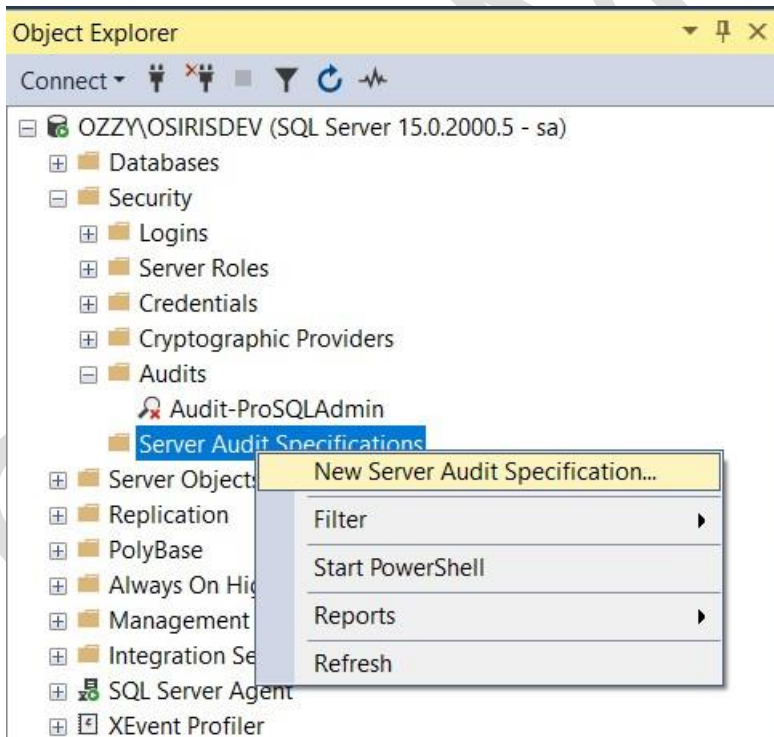 Object Explorer
Connect
OZZY\OSIRISDEV (SQL Server 15.0.2000.5 - sa)
Databases
Security
Logins
Server Roles
Credentials
Cryptographic Providers
Audits
Audit-ProSQLAdmin
Server Audit Specifications
New Server Audit Specification...
Server Objects
Filter
Replication
Start PowerShell
PolyBase
Always On Hig
Reports
Management
Integration Se
Refresh
SQL Server Agent
XEvent Profiler